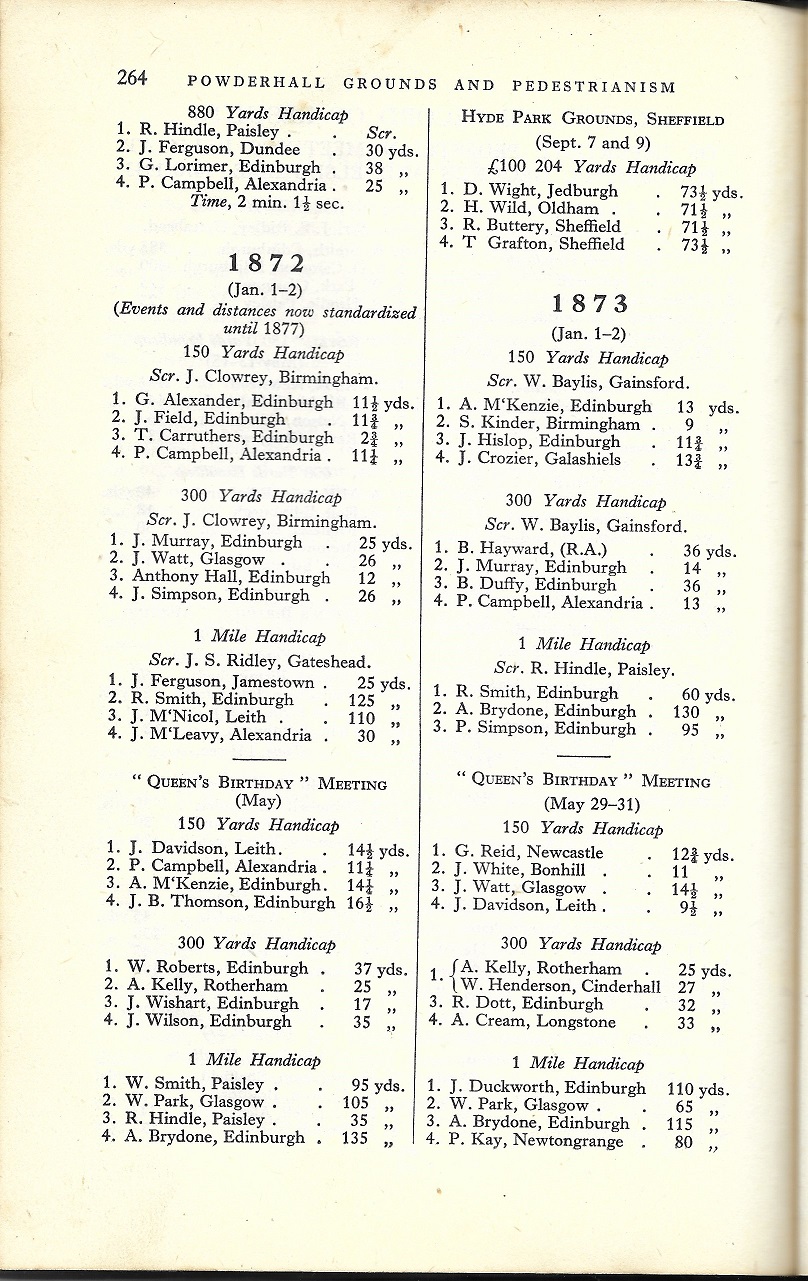 264 POWDERHALL GROUNDS AND PEDESTRIANISM
880 Yards Handicap
1. R. Hindle, Paisley . . Scr.
2. J. Ferguson, Dundee . 30 yds.
3. G. Lorimer, Edinburgh . 38 „
4. P. Campbell, Alexandria . 25 „
Time, 2 min. 1½ sec.
1872
(Jan. 1–2)
(Events and distances now standardized
until 1877)
150 Yards Handicap
Scr. J. Clowrey, Birmingham.
1. G. Alexander, Edinburgh 11½ yds.
2. J. Field, Edinburgh . 11¾ „
3. T. Carruthers, Edinburgh 2¾ „
4. P. Campbell, Alexandria . 11¼ „
300 Yards Handicap
Scr. J. Clowrey, Birmingham.
1. J. Murray, Edinburgh . 25 yds.
2. J. Watt, Glasgow . . 26 „
3. Anthony Hall, Edinburgh 12 „
4. J. Simpson, Edinburgh . 26 „
1 Mile Handicap
Scr. J. S. Ridley, Gateshead.
1. J. Ferguson, Jamestown . 25 yds.
2. R. Smith, Edinburgh . 125 „
3. J. M‘Nicol, Leith . . 110 „
4. J. M‘Leavy, Alexandria . 30 „
“ Queen’s Birthday ” Meeting
(May)
150 Yards Handicap
1. J. Davidson, Leith. . 14½ yds.
2. P. Campbell, Alexandria . 11¼ „
3. A. M‘Kenzie, Edinburgh. 14¼ „
4. J. B. Thomson, Edinburgh 16½ „
300 Yards Handicap
1. W. Roberts, Edinburgh . 37 yds.
2. A. Kelly, Rotherham . 25 „
3. J. Wishart, Edinburgh . 17 „
4. J. Wilson, Edinburgh . 35 „
1 Mile Handicap
1. W. Smith, Paisley . . 95 yds.
2. W. Park, Glasgow . . 105 „
3. R. Hindle, Paisley . . 35 „
4. A. Brydone, Edinburgh . 135 „
Hyde Park Grounds, Sheffield
(Sept. 7 and 9)
£100 204 Yards Handicap
1. D. Wight, Jedburgh . 73½ yds.
2. H. Wild, Oldham . . 71½ „
3. R. Buttery, Sheffield . 71½ „
4. T Grafton, Sheffield . 73½ „
1873
(Jan. 1–2)
150 Yards Handicap
Scr. W. Baylis, Gainsford.
1. A. M‘Kenzie, Edinburgh 13 yds.
2. S. Kinder, Birmingham . 9 „
3. J. Hislop, Edinburgh . 11¾ „
4. J. Crozier, Galashiels . 13¾ „
300 Yards Handicap
Scr. W. Baylis, Gainsford.
1. B. Hayward, (R.A.) . 36 yds.
2. J. Murray, Edinburgh . 14 „
3. B. Duffy, Edinburgh . 36 „
4. P. Campbell, Alexandria . 13 „
1 Mile Handicap
Scr. R. Hindle, Paisley.
1. R. Smith, Edinburgh . 60 yds.
2. A. Brydone, Edinburgh . 130 „
3. P. Simpson, Edinburgh . 95 „
“ Queen’s Birthday ” Meeting
(May 29–31)
150 Yards Handicap
1. G. Reid, Newcastle . 12¾ yds.
2. J. White, Bonhill . . 11 „
3. J. Watt, Glasgow . . 14½ „
4. J. Davidson, Leith . . 9½ „
300 Yards Handicap
1. { A. Kelly, Rotherham . 25 yds.
{ W. Henderson, Cinderhall 27 „
3. R. Dott, Edinburgh . 32 „
4. A. Cream, Longstone . 33 „
1 Mile Handicap
1. J. Duckworth, Edinburgh 110 yds.
2. W. Park, Glasgow . . 65 „
3. A. Brydone, Edinburgh . 115 „
4. P. Kay, Newtongrange . 80 „